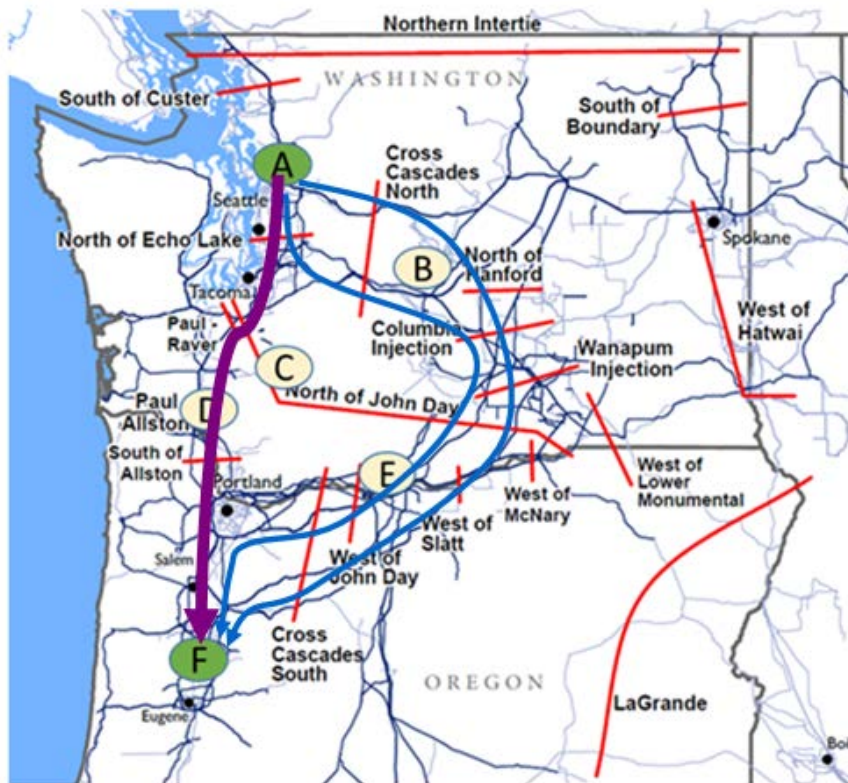 Northern Intertie
WASHINGTON
South of Custer
South of
Boundary
A
Cross
Cascades
North
Seattle
Spokane
North of Echo Lake
B
North of
Hanford
Tacoma
Paul -
Raver
Columbia
Injection
West of
Hatwai
Wanapum
Injection
C
North of John Day
D
Paul
Allston
South of
Allston
E
West of
Lower
Monumental
Portland
West of
McNary
West of
Slatt
West of
John Day
Salem
Cross
Cascades
South
F
OREGON
LaGrande
Eugene
Boi